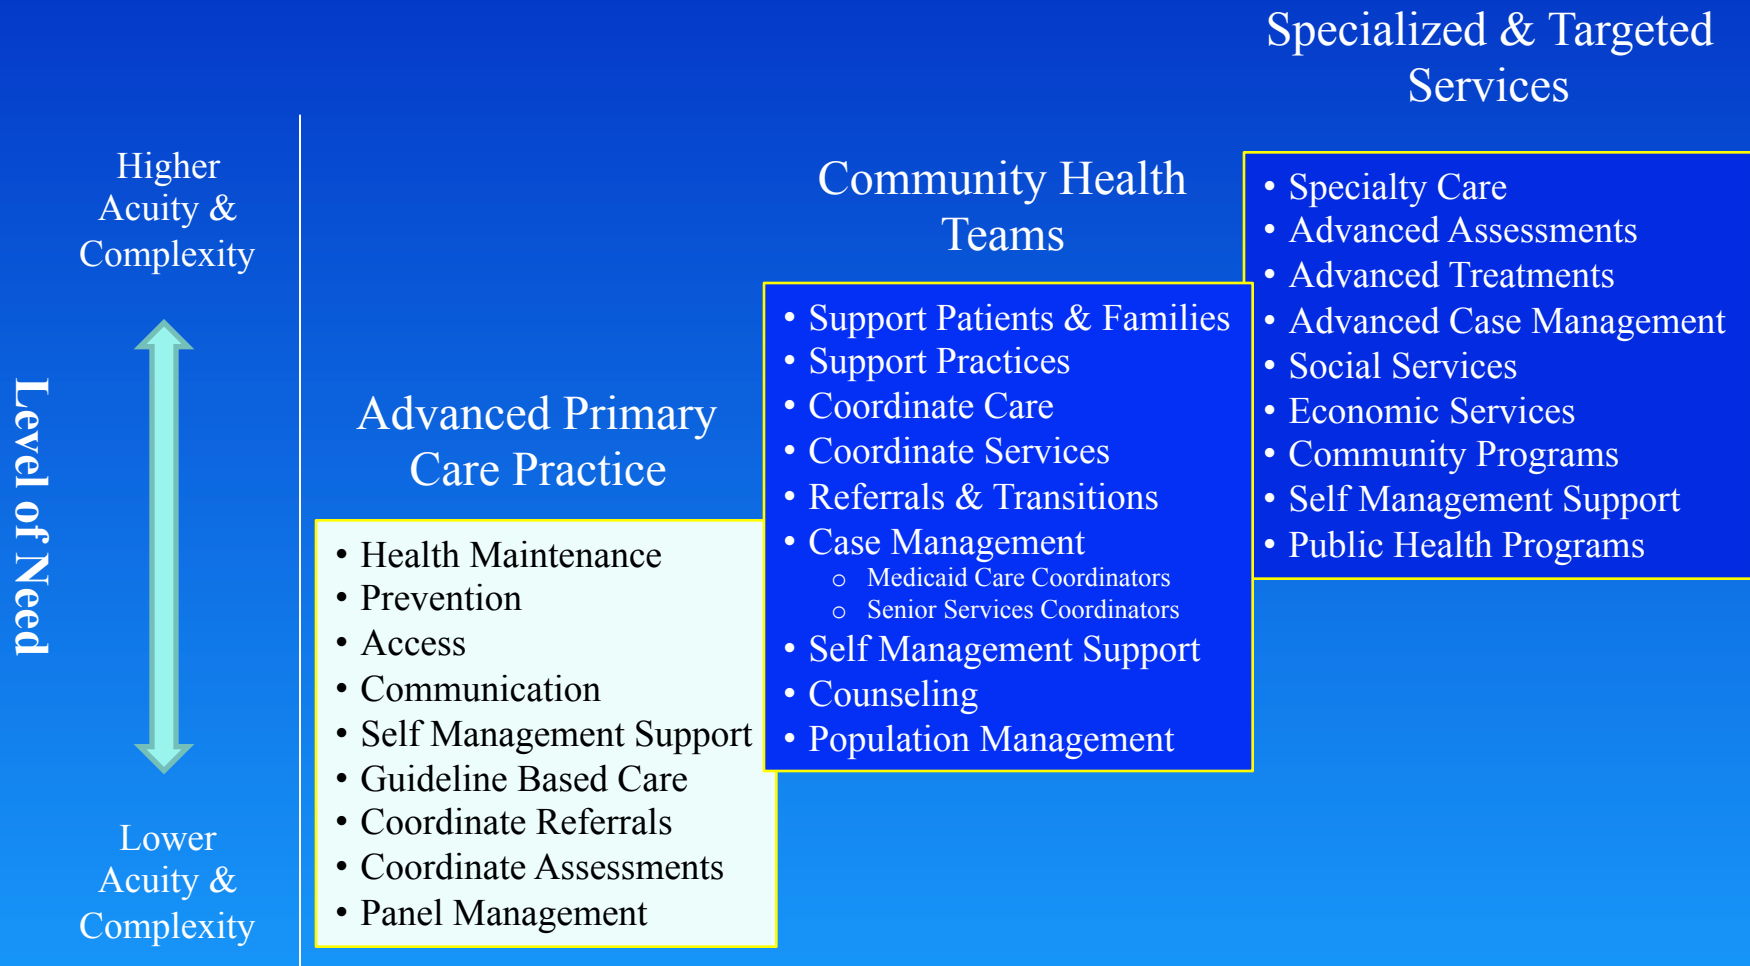 Specialized & Targeted
Services
Higher
Acuity &
Complexity
Level of Need
Lower
Acuity &
Complexity
Advanced Primary
Care Practice
• Health Maintenance
• Prevention
• Access
• Communication
• Self Management Support
• Guideline Based Care
• Coordinate Referrals
• Coordinate Assessments
• Panel Management
Community Health
Teams
• Support Patients & Families
• Support Practices
• Coordinate Care
• Coordinate Services
• Referrals & Transitions
• Case Management
o Medicaid Care Coordinators
o Senior Services Coordinators
• Self Management Support
• Counseling
• Population Management
• Specialty Care
• Advanced Assessments
• Advanced Treatments
• Advanced Case Management
• Social Services
• Economic Services
• Community Programs
• Self Management Support
• Public Health Programs